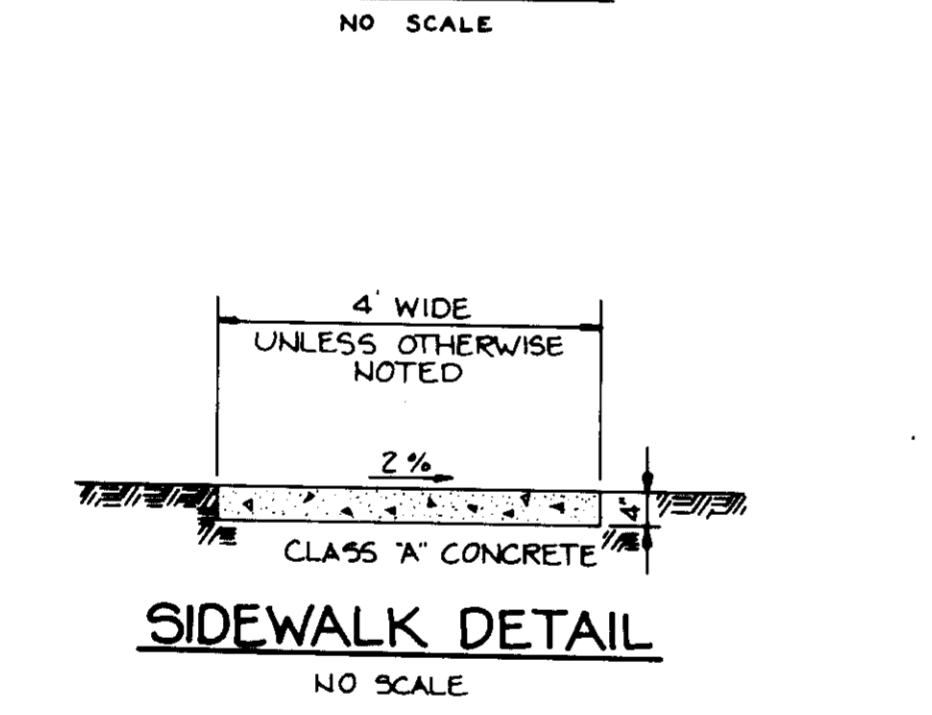 NO SCALE
4' WIDE
UNLESS OTHERWISE
NOTED
2%
4"
CLASS "A" CONCRETE
SIDEWALK DETAIL
NO SCALE